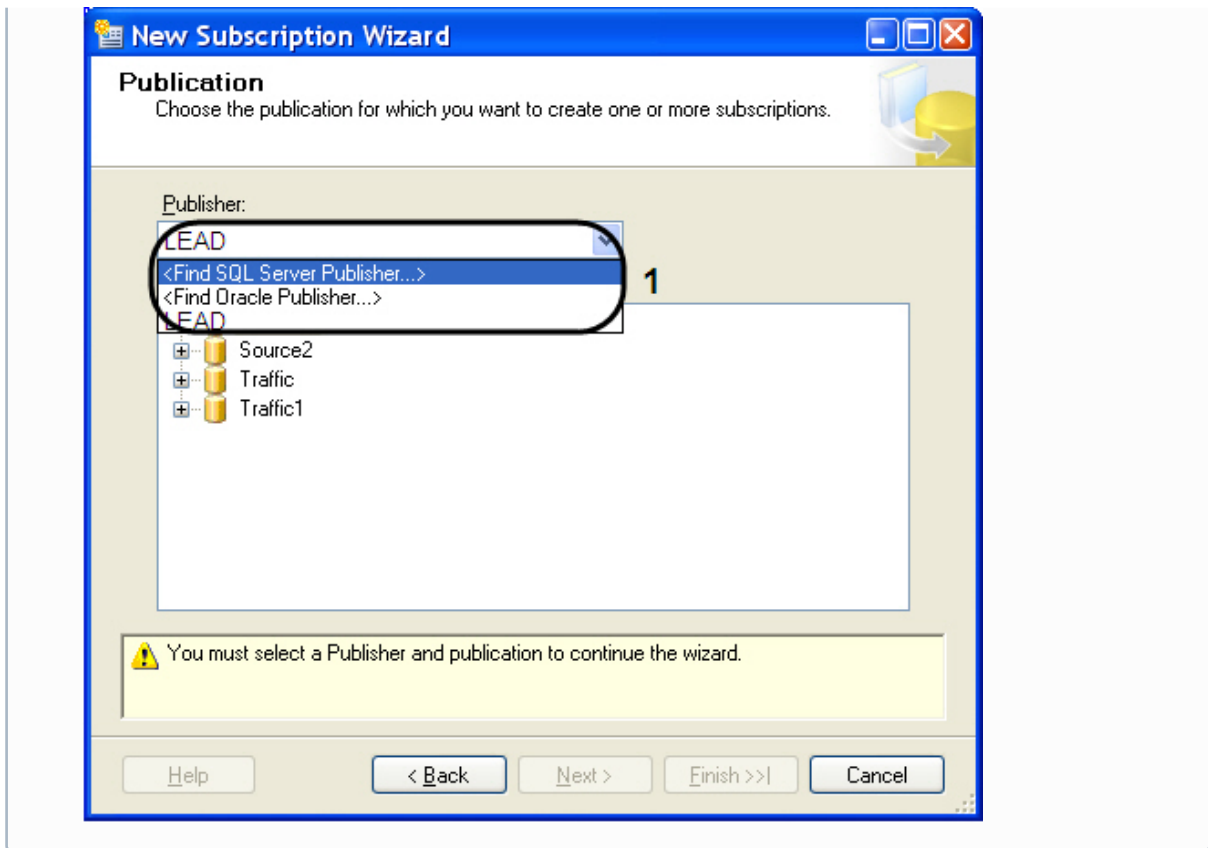 New Subscription Wizard
Publication
Choose the publication for which you want to create one or more subscriptions.
Publisher:
LEAD
<Find SQL Server Publisher...>
1
<Find Oracle Publisher...>
LEAD
Source2
Traffic
Traffic1
You must select a Publisher and publication to continue the wizard.
Help
< Back
Next >
Finish >>|
Cancel